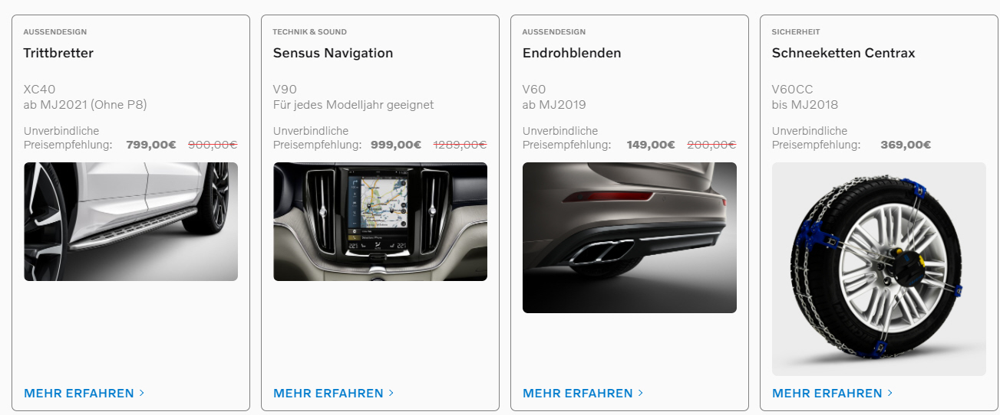 AUSSENDESIGN
Trittbretter
XC40
ab MJ2021 (Ohne P8)
Unverbindliche
Preisempfehlung: 799,00€ 900,00€
MEHR ERFAHREN
TECHNIK & SOUND
Sensus Navigation
V90
Für jedes Modelljahr geeignet
Unverbindliche
Preisempfehlung: 999,00€ 1289,00€
MEHR ERFAHREN
AUSSENDESIGN
Endrohblenden
V60
ab MJ2019
Unverbindliche
Preisempfehlung: 149,00€ 200,00€
MEHR ERFAHREN
SICHERHEIT
Schneeketten Centrax
V60CC
bis MJ2018
Unverbindliche
Preisempfehlung: 369,00€
MEHR ERFAHREN